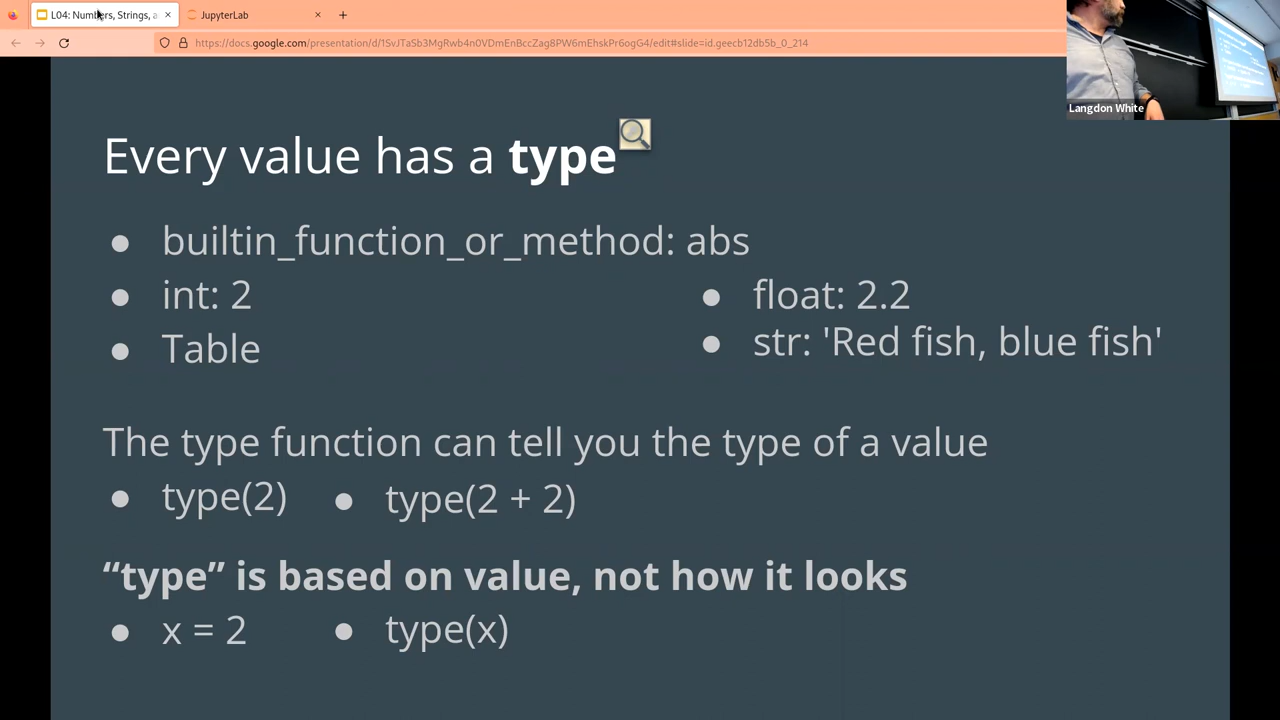 L04: Numbers, Strings, a
JupyterLab
https://docs.google.com/presentation/d/1SvJTaSb3MgRwb4n0VDmEnBccZag8PW6mEhskPr6ogG4/edit#slide=id.geecb12db5b_0_214
Langdon White
Every value has a type
● builtin_function_or_method: abs
● int: 2
● float: 2.2
● Table
● str: 'Red fish, blue fish'
The type function can tell you the type of a value
● type(2) ● type(2 + 2)
“type” is based on value, not how it looks
● x = 2 ● type(x)